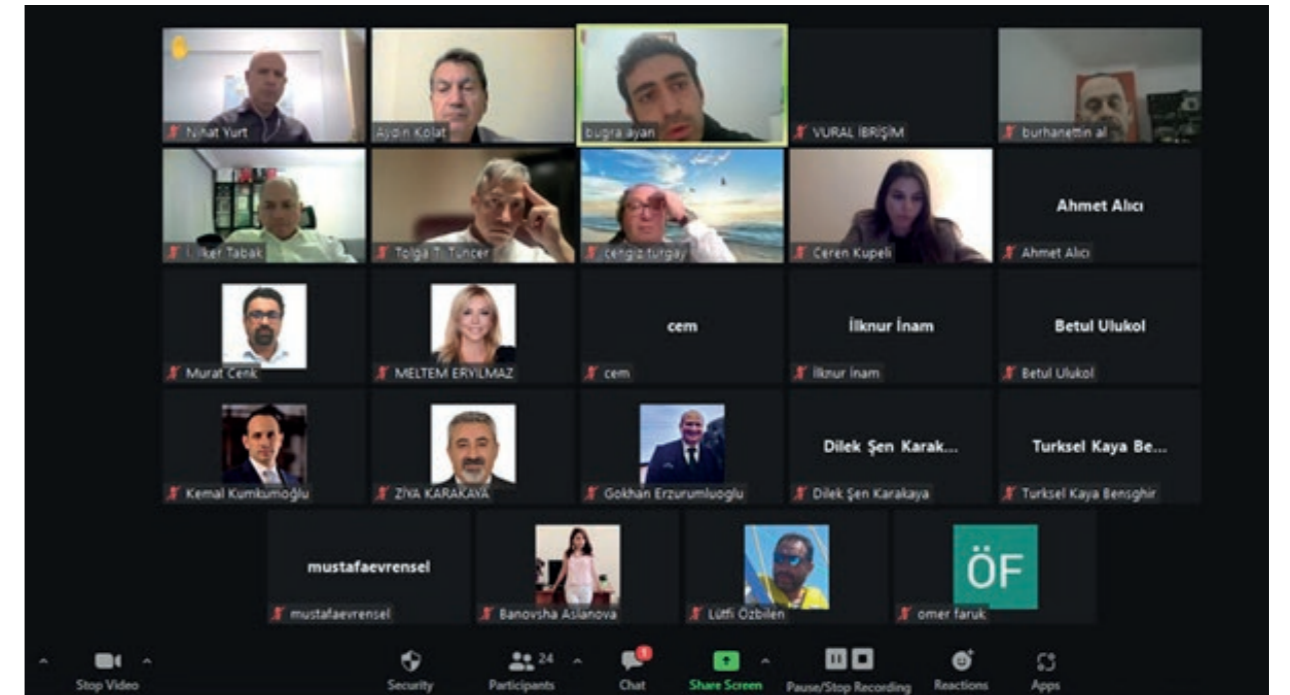 Nihat Yurt
Aydın Kolat
bugra ayan
VURAL İBRİŞİM
burhanettin al
İ. İlker Tabak
Tolga T. Tuncer
cengiz turgay
Ceren Kupeli
Ahmet Alıcı
Ahmet Alıcı
Murat Cenk
MELTEM ERYILMAZ
cem
cem
İlknur İnam
İlknur İnam
Betul Ulukol
Betul Ulukol
Kemal Kumkumoğlu
ZİYA KARAKAYA
Gokhan Erzurumluoglu
Dilek Şen Karak...
Dilek Şen Karakaya
Turksel Kaya Be...
Turksel Kaya Bensghir
mustafaevrensel
mustafaevrensel
Banovsha Aslanova
Lütfi Özbilen
ÖF
omer faruk
Stop Video
Security
24
Participants
1
Chat
Share Screen
Pause/Stop Recording
Reactions
Apps